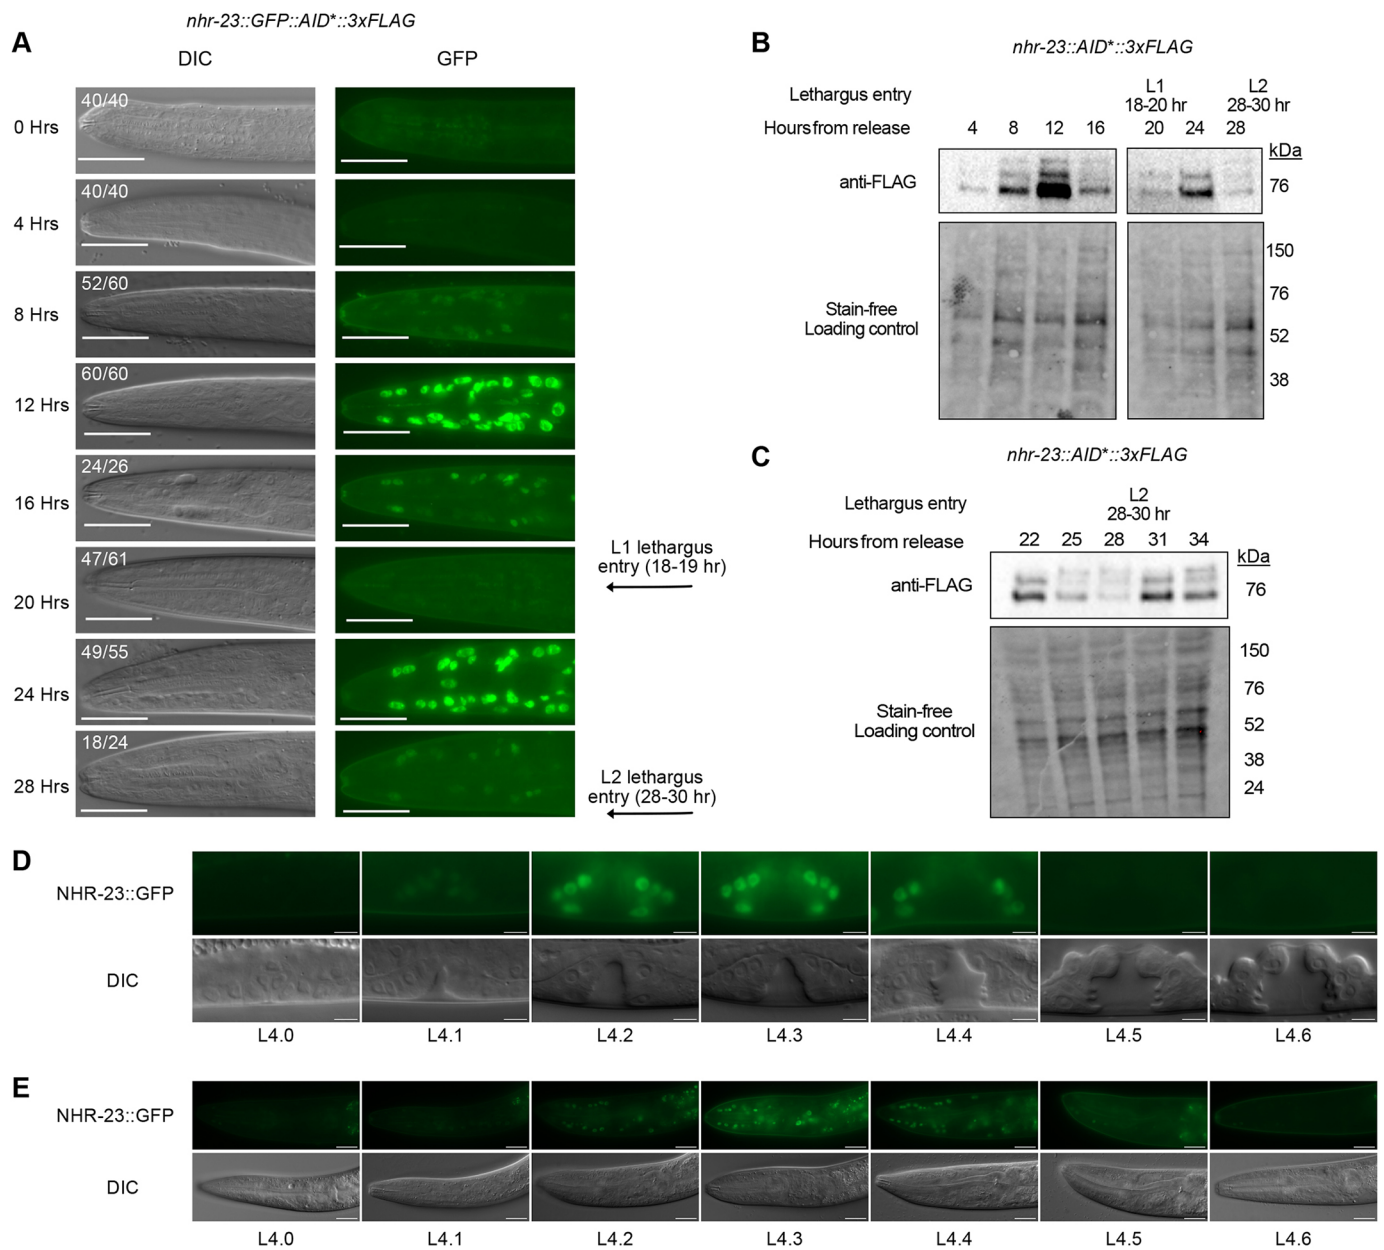 A
nhr-23::GFP::AID*::3xFLAG
DIC
GFP
0 Hrs
40/40
4 Hrs
40/40
8 Hrs
52/60
12 Hrs
60/60
16 Hrs
24/26
20 Hrs
47/61
L1 lethargus
entry (18-19 hr)
24 Hrs
49/55
28 Hrs
18/24
L2 lethargus
entry (28-30 hr)
B
nhr-23::AID*::3xFLAG
Lethargus entry
L1
18-20 hr
L2
28-30 hr
Hours from release
4 8 12 16 20 24 28
kDa
anti-FLAG
76
Stain-free
Loading control
150
76
52
38
C
nhr-23::AID*::3xFLAG
Lethargus entry
L2
28-30 hr
Hours from release
22 25 28 31 34
kDa
anti-FLAG
76
Stain-free
Loading control
150
76
52
38
24
D
NHR-23::GFP
DIC
L4.0 L4.1 L4.2 L4.3 L4.4 L4.5 L4.6
E
NHR-23::GFP
DIC
L4.0 L4.1 L4.2 L4.3 L4.4 L4.5 L4.6